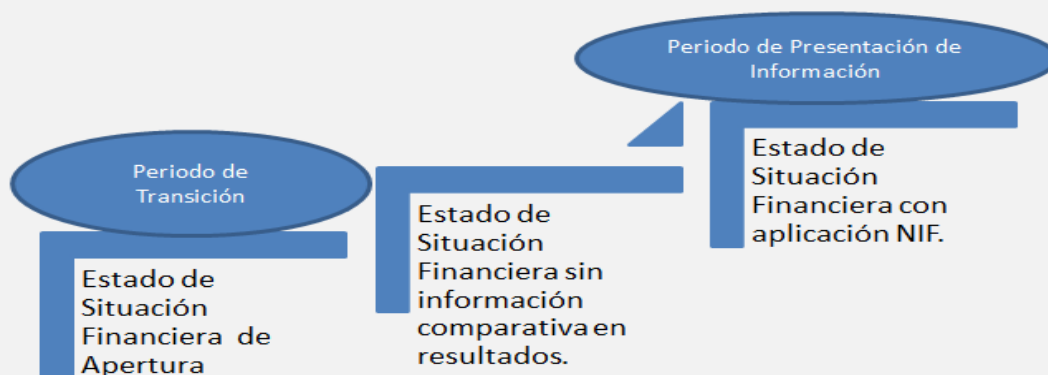 Periodo de Presentación de
Información
Periodo de
Transición
Estado de
Situación
Financiera de
Apertura
Estado de
Situación
Financiera sin
información
comparativa en
resultados.
Estado de
Situación
Financiera con
aplicación NIF.